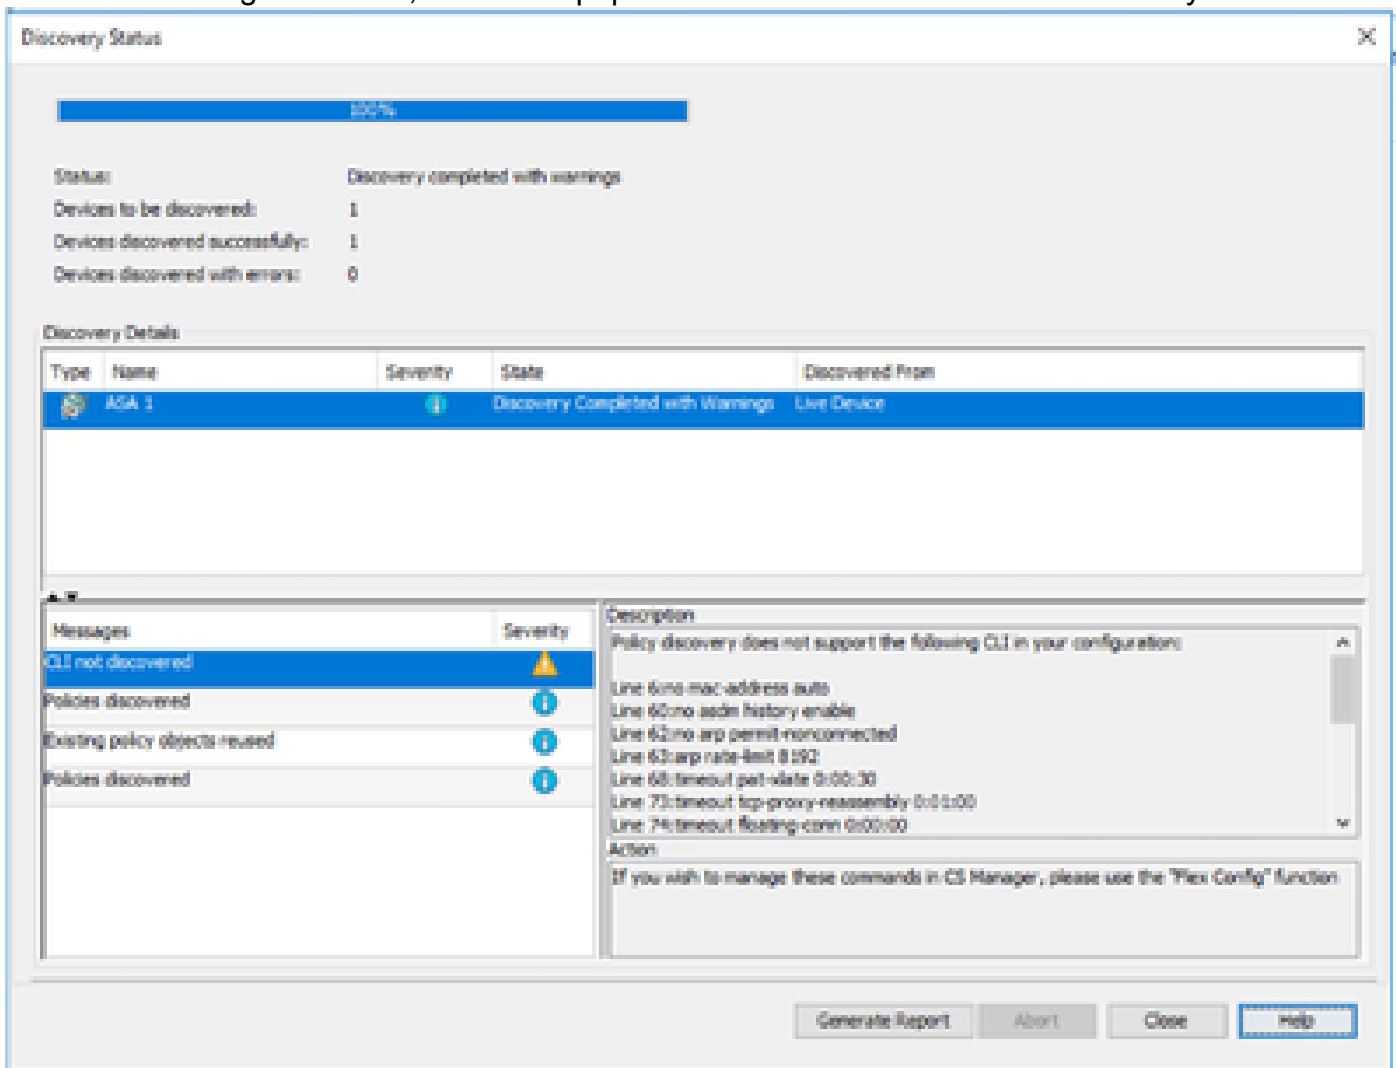 Discovery Status
100%
Status: Discovery completed with warnings
Devices to be discovered: 1
Devices discovered successfully: 1
Devices discovered with errors: 0
Discovery Details
Type Name Severity State Discovered From
ASA 1 Discovery Completed with Warnings Live Device
Messages Severity
CLI not discovered
Policies discovered
Existing policy objects reused
Policies discovered
Description
Policy discovery does not support the following CLI in your configuration:
Line 6:no mac-address auto
Line 60:no asdm history enable
Line 62:no arp permit-nonconnected
Line 63:arp rate-limit 8192
Line 68:timeout pat-xlate 0:00:30
Line 73:timeout tcp-proxy-reassembly 0:01:00
Line 74:timeout floating-conn 0:00:00
Action
If you wish to manage these commands in CS Manager, please use the "Flex Config" function
Generate Report Abort Close Help